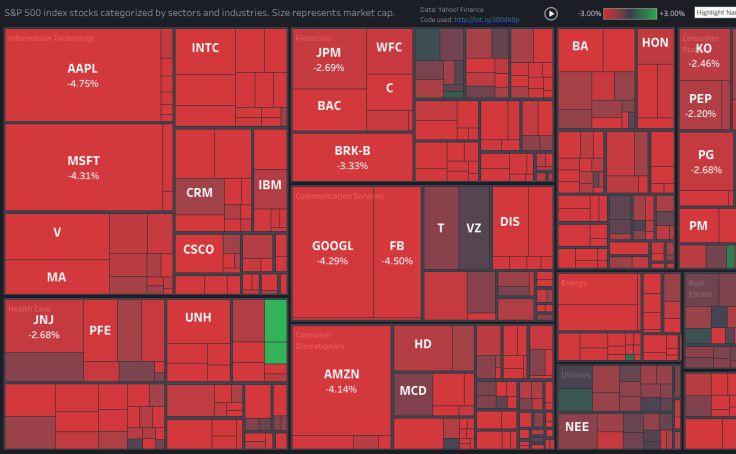 S&P 500 index stocks categorized by sectors and industries. Size represents market cap.
Data: Yahoo! Finance
Code used: http://bit.ly/380dX8p
-3.00%
+3.00%
Highlight Na
Information Technology
AAPL
-4.75%
INTC
MSFT
-4.31%
CRM
IBM
V
MA
CSCO
Health Care
JNJ
-2.68%
PFE
UNH
Financials
JPM
-2.69%
WFC
C
BAC
BRK-B
-3.33%
Communication Services
GOOGL
-4.29%
FB
-4.50%
T
VZ
DIS
Consumer
Discretionary
AMZN
-4.14%
HD
MCD
BA
HON
Energy
Utilities
NEE
Consumer
KO
-2.46%
PEP
-2.20%
PG
-2.68%
PM
Real
Estate